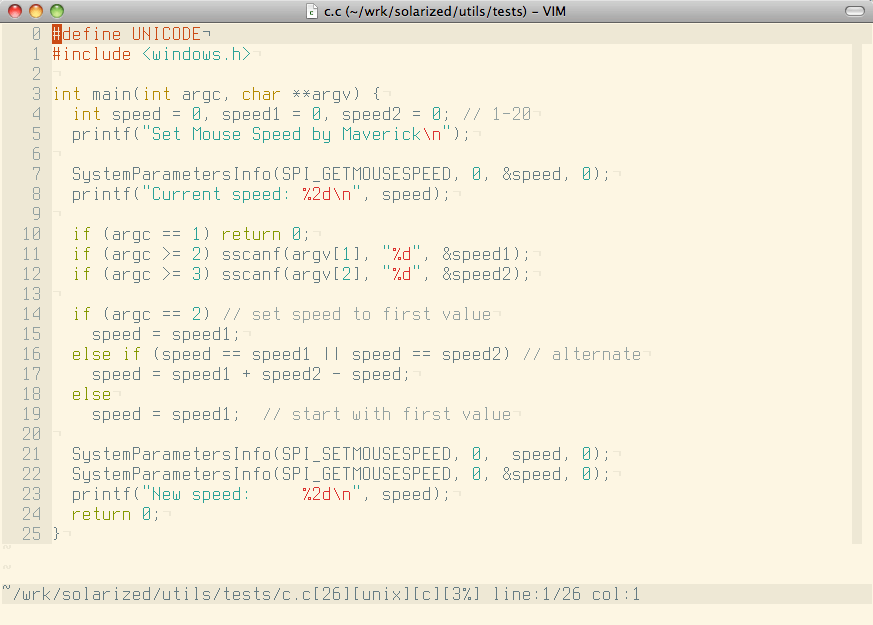 c.c (~/wrk/solarized/utils/tests) – VIM
0 #define UNICODE¬
1 #include <windows.h>¬
2 ¬
3 int main(int argc, char **argv) {¬
4   int speed = 0, speed1 = 0, speed2 = 0; // 1-20¬
5   printf("Set Mouse Speed by Maverick\n");¬
6 ¬
7   SystemParametersInfo(SPI_GETMOUSESPEED, 0, &speed, 0);¬
8   printf("Current speed: %2d\n", speed);¬
9 ¬
10   if (argc == 1) return 0;¬
11   if (argc >= 2) sscanf(argv[1], "%d", &speed1);¬
12   if (argc >= 3) sscanf(argv[2], "%d", &speed2);¬
13 ¬
14   if (argc == 2) // set speed to first value¬
15     speed = speed1;¬
16   else if (speed == speed1 || speed == speed2) // alternate¬
17     speed = speed1 + speed2 - speed;¬
18   else¬
19     speed = speed1;  // start with first value¬
20 ¬
21   SystemParametersInfo(SPI_SETMOUSESPEED, 0,  speed, 0);¬
22   SystemParametersInfo(SPI_GETMOUSESPEED, 0, &speed, 0);¬
23   printf("New speed:     %2d\n", speed);¬
24   return 0;¬
25 }¬
~
~
~/wrk/solarized/utils/tests/c.c[26][unix][c][3%] line:1/26 col:1